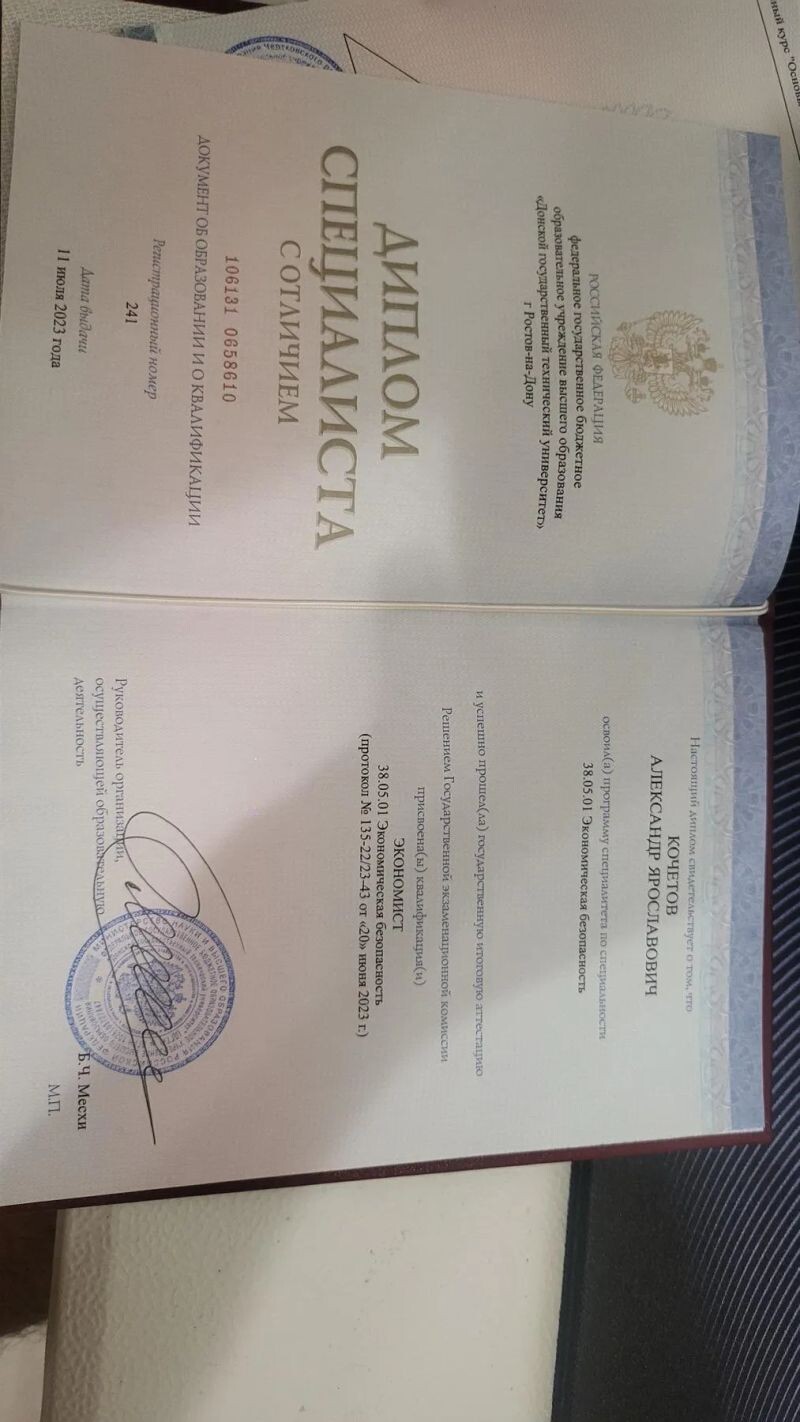 РОССИЙСКАЯ ФЕДЕРАЦИЯ
федеральное государственное бюджетное
образовательное учреждение высшего образования
«Донской государственный технический университет»
г Ростов-на-Дону
ДИПЛОМ
СПЕЦИАЛИСТА
С ОТЛИЧИЕМ
106131 0658610
ДОКУМЕНТ ОБ ОБРАЗОВАНИИ И О КВАЛИФИКАЦИИ
Регистрационный номер
241
Дата выдачи
11 июля 2023 года
Настоящий диплом свидетельствует о том, что
КОЧЕТОВ
АЛЕКСАНДР ЯРОСЛАВОВИЧ
освоил(а) программу специалитета по специальности
38.05.01 Экономическая безопасность
и успешно прошел(ла) государственную итоговую аттестацию
Решением Государственной экзаменационной комиссии
присвоена(ы) квалификация(и)
ЭКОНОМИСТ
38.05.01 Экономическая безопасность
(протокол № 135-22/23-43 от «20» июня 2023 г.)
Руководитель организации,
осуществляющей образовательную
деятельность
Б.Ч. Месхи
М.П.
курс "Основы